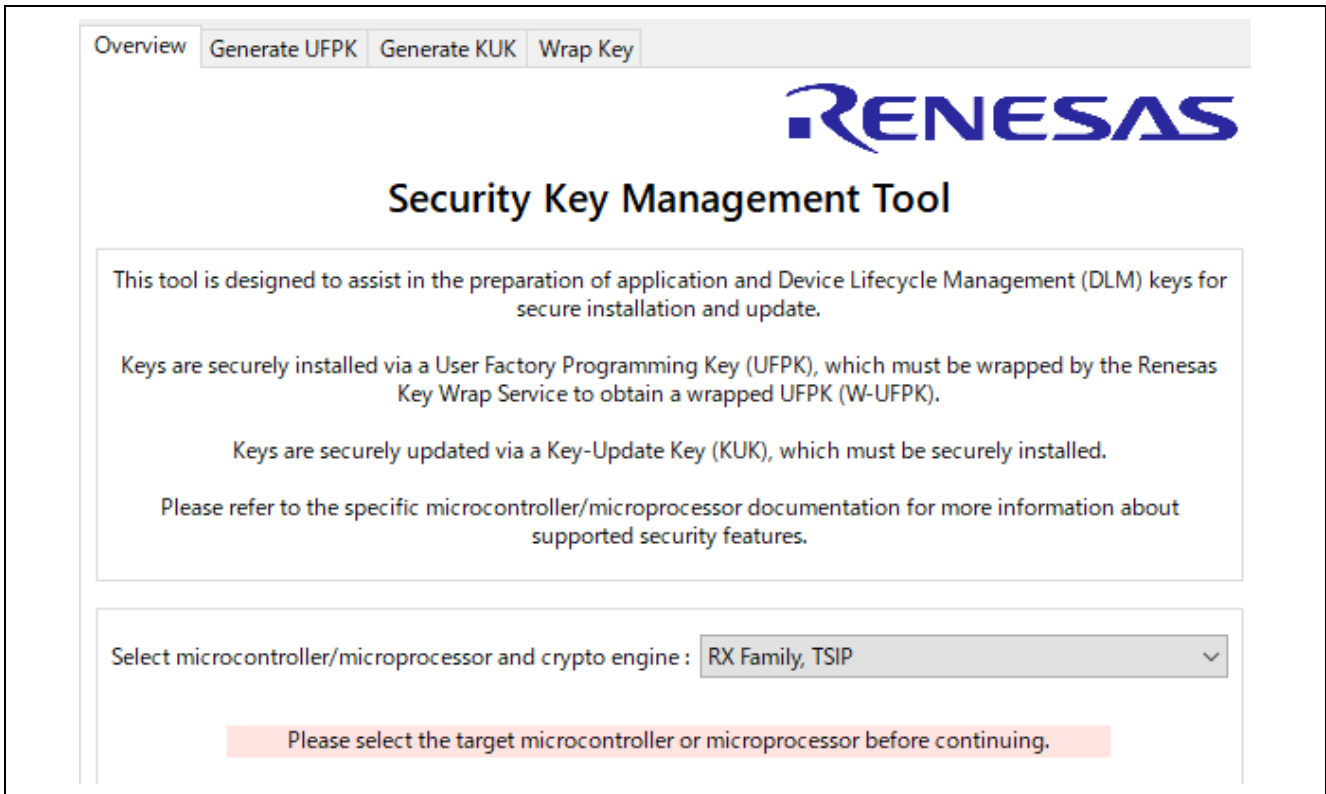 Overview Generate UFPK Generate KUK Wrap Key
RENESAS
Security Key Management Tool
This tool is designed to assist in the preparation of application and Device Lifecycle Management (DLM) keys for
secure installation and update.
Keys are securely installed via a User Factory Programming Key (UFPK), which must be wrapped by the Renesas
Key Wrap Service to obtain a wrapped UFPK (W-UFPK).
Keys are securely updated via a Key-Update Key (KUK), which must be securely installed.
Please refer to the specific microcontroller/microprocessor documentation for more information about
supported security features.
Select microcontroller/microprocessor and crypto engine : RX Family, TSIP
Please select the target microcontroller or microprocessor before continuing.